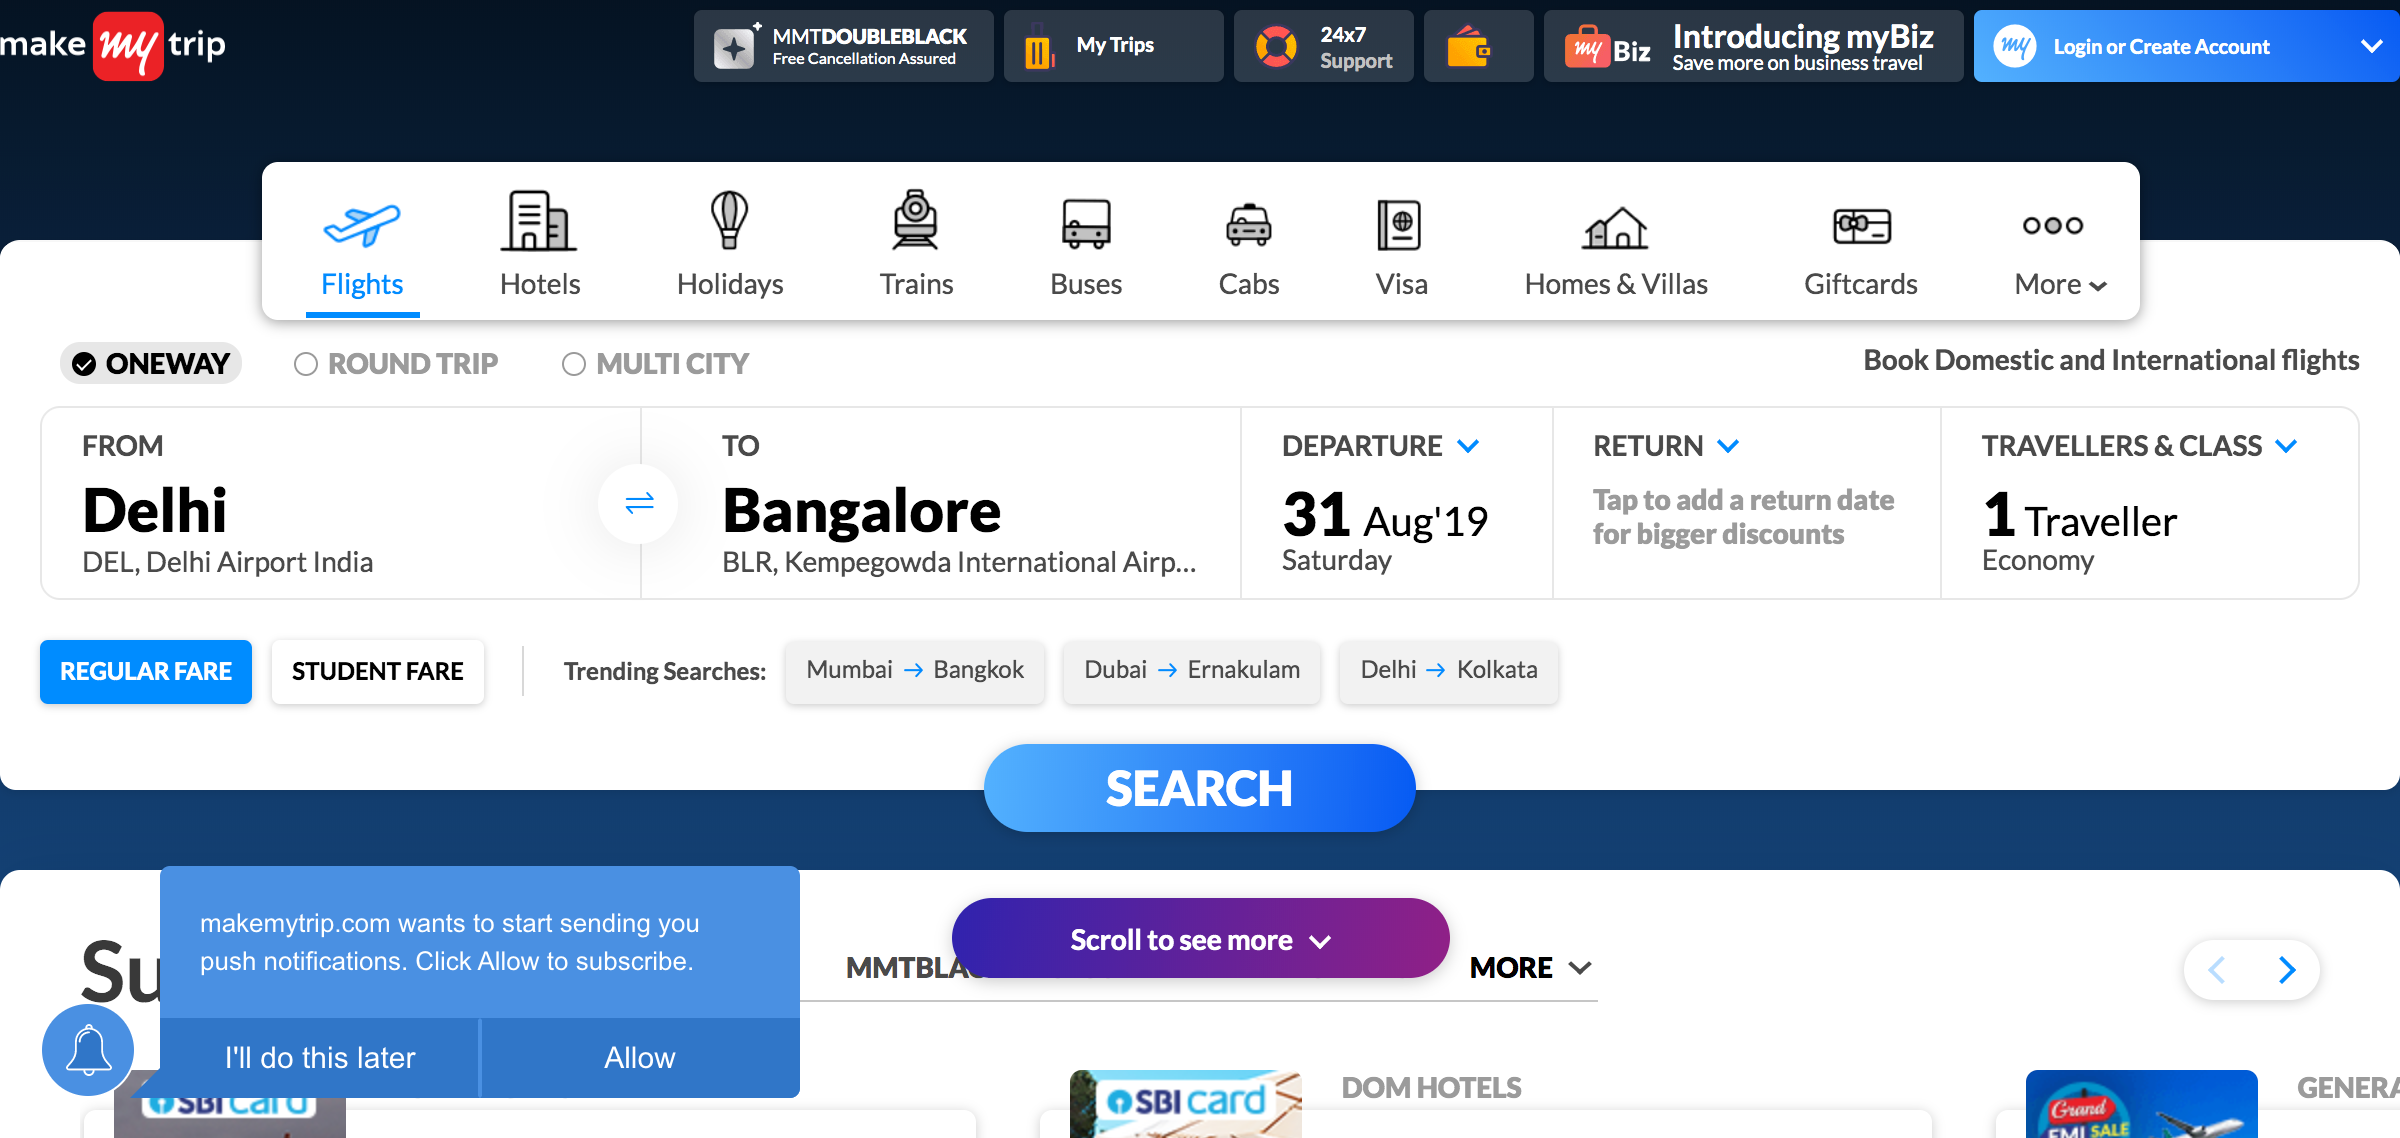 make my trip
MMTDOUBLEBLACK
Free Cancellation Assured
My Trips
24x7
Support
my Biz
Introducing myBiz
Save more on business travel
my
Login or Create Account
Flights
Hotels
Holidays
Trains
Buses
Cabs
Visa
Homes & Villas
Giftcards
More
ONEWAY
ROUND TRIP
MULTI CITY
Book Domestic and International flights
FROM
Delhi
DEL, Delhi Airport India
TO
Bangalore
BLR, Kempegowda International Airp...
DEPARTURE
31 Aug'19
Saturday
RETURN
Tap to add a return date
for bigger discounts
TRAVELLERS & CLASS
1 Traveller
Economy
REGULAR FARE
STUDENT FARE
Trending Searches:
Mumbai → Bangkok
Dubai → Ernakulam
Delhi → Kolkata
SEARCH
makemytrip.com wants to start sending you
push notifications. Click Allow to subscribe.
I'll do this later
Allow
Su
MMTBLAC
Scroll to see more
MORE
SBI card
SBI card
DOM HOTELS
Grand
EMI SALE
GENERA